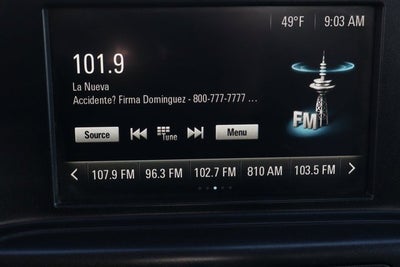 49°F 9:03 AM
101.9
La Nueva
Accidente? Firma Dominguez - 800-777-7777 ...
FM
Source Tune Menu
107.9 FM 96.3 FM 102.7 FM 810 AM 103.5 FM